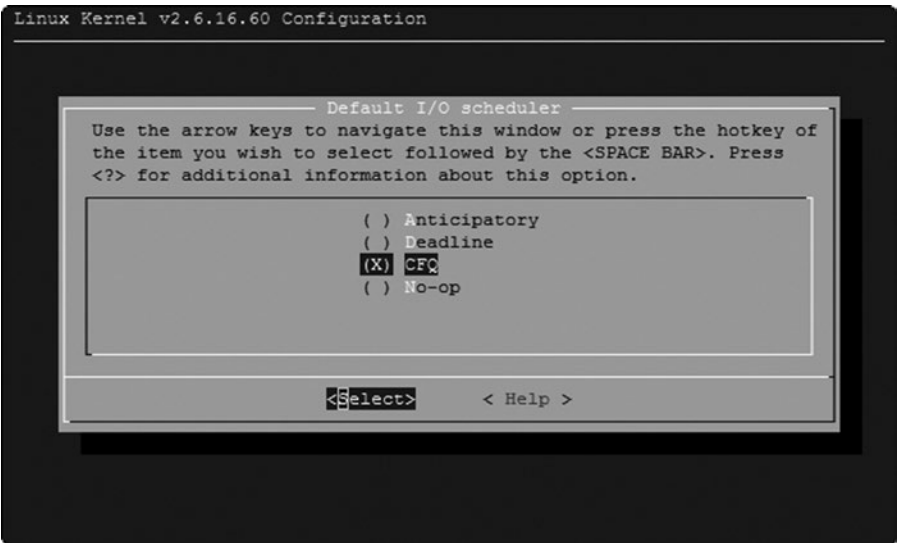 Linux Kernel v2.6.16.60 Configuration
Default I/O scheduler
Use the arrow keys to navigate this window or press the hotkey of
the item you wish to select followed by the <SPACE BAR>. Press
<?> for additional information about this option.
( ) Anticipatory
( ) Deadline
(X) CFQ
( ) No-op
<Select> < Help >